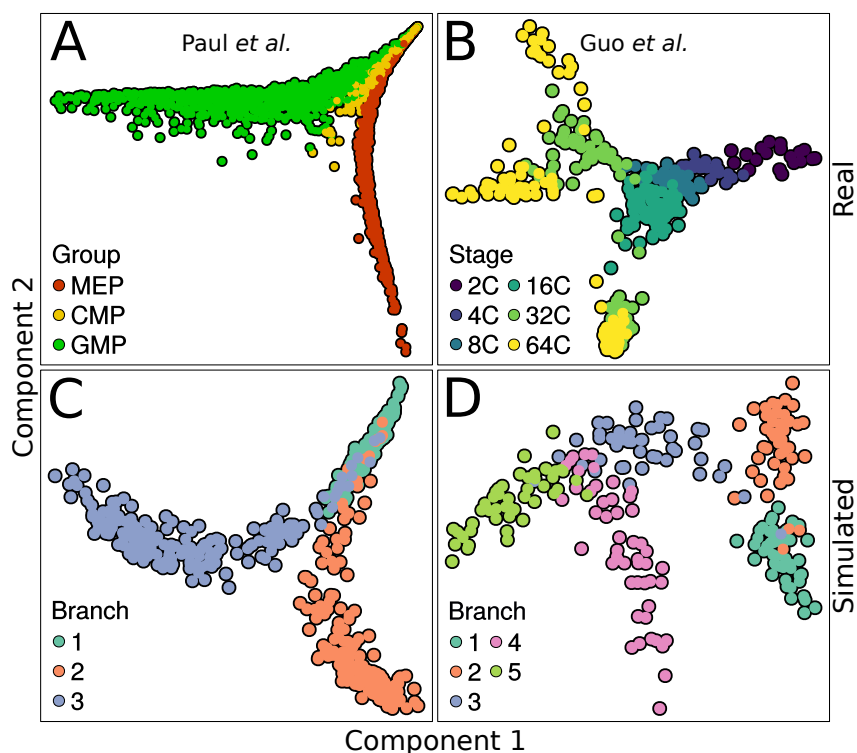 A
Paul et al.
B
Guo et al.
Real
Group
MEP
CMP
GMP
Stage
2C 16C
4C 32C
8C 64C
Component 2
C
D
Simulated
Branch
1
2
3
Branch
1 4
2 5
3
Component 1